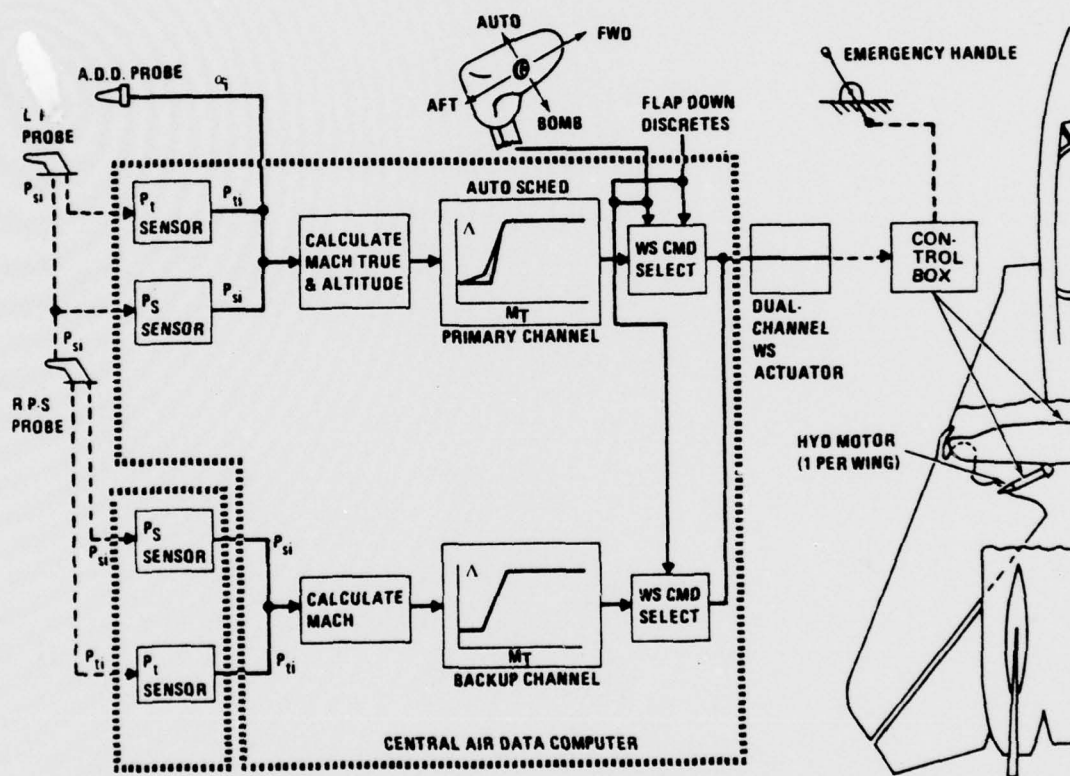 AUTO
FWD
AFT
BOMB
FLAP DOWN
DISCRETES
EMERGENCY HANDLE
A.D.D. PROBE
αi
L
PROBE
Psi
Pt
SENSOR
Pti
PS
SENSOR
Psi
CALCULATE
MACH TRUE
& ALTITUDE
AUTO SCHED
Λ
MT
PRIMARY CHANNEL
WS CMD
SELECT
DUAL-
CHANNEL
WS
ACTUATOR
CON-
TROL
BOX
Psi
R P-S
PROBE
HYD MOTOR
(1 PER WING)
PS
SENSOR
Psi
Psi
Pt
SENSOR
Pti
Pti
CALCULATE
MACH
Λ
MT
BACKUP CHANNEL
WS CMD
SELECT
CENTRAL AIR DATA COMPUTER